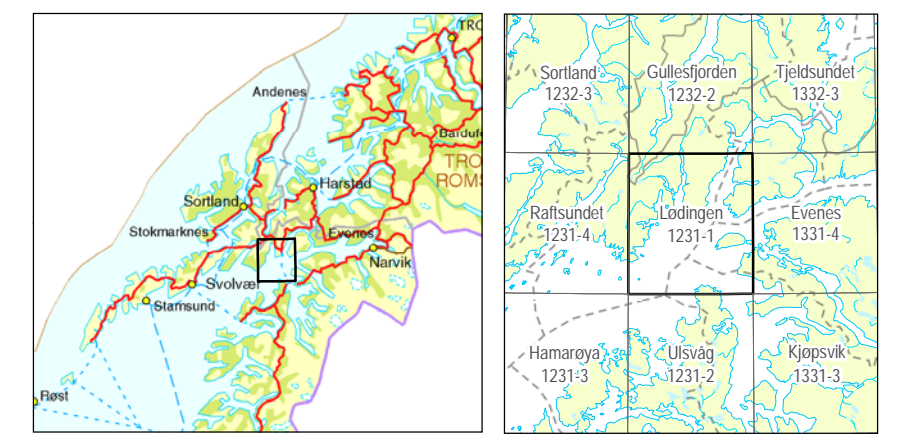 TRO
Andenes
Bardufo
TRO
ROMS
Harstad
Sortland
Stokmarknes
Evenes
Narvik
Svolvær
Stamsund
Røst
Sortland
1232-3
Gullesfjorden
1232-2
Tjeldsundet
1332-3
Raftsundet
1231-4
Lødingen
1231-1
Evenes
1331-4
Hamarøya
1231-3
Ulsvåg
1231-2
Kjøpsvik
1331-3